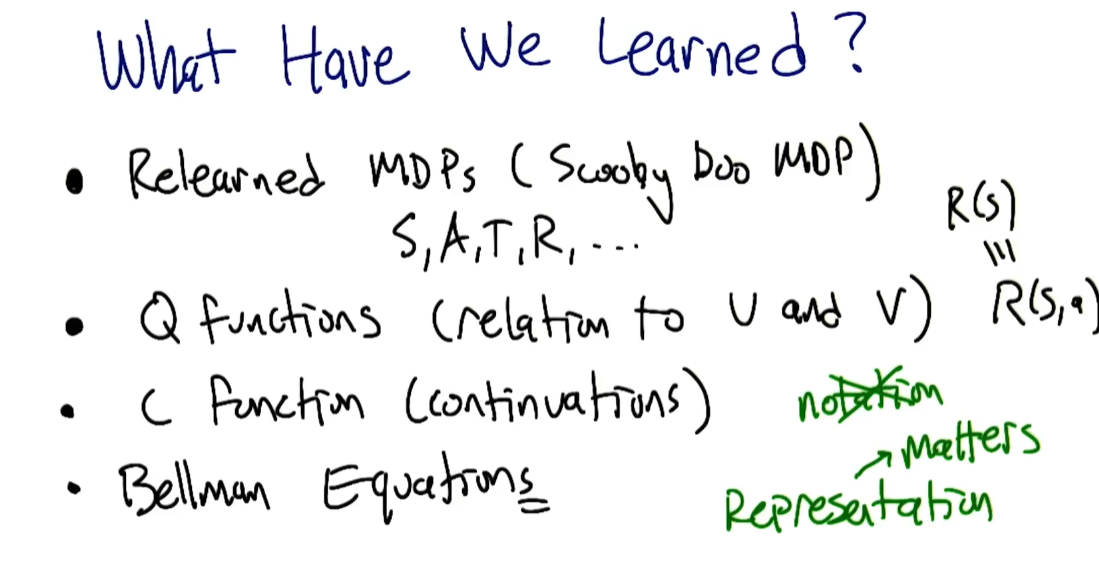 What Have We Learned?
• Relearned MDPs (Scooby Doo MDP)
S, A, T, R, ...
R(s)
≡
R(s,a)
• Q functions (relation to U and V)
• C function (continuations)
• Bellman Equations
notation
Matters
Representation